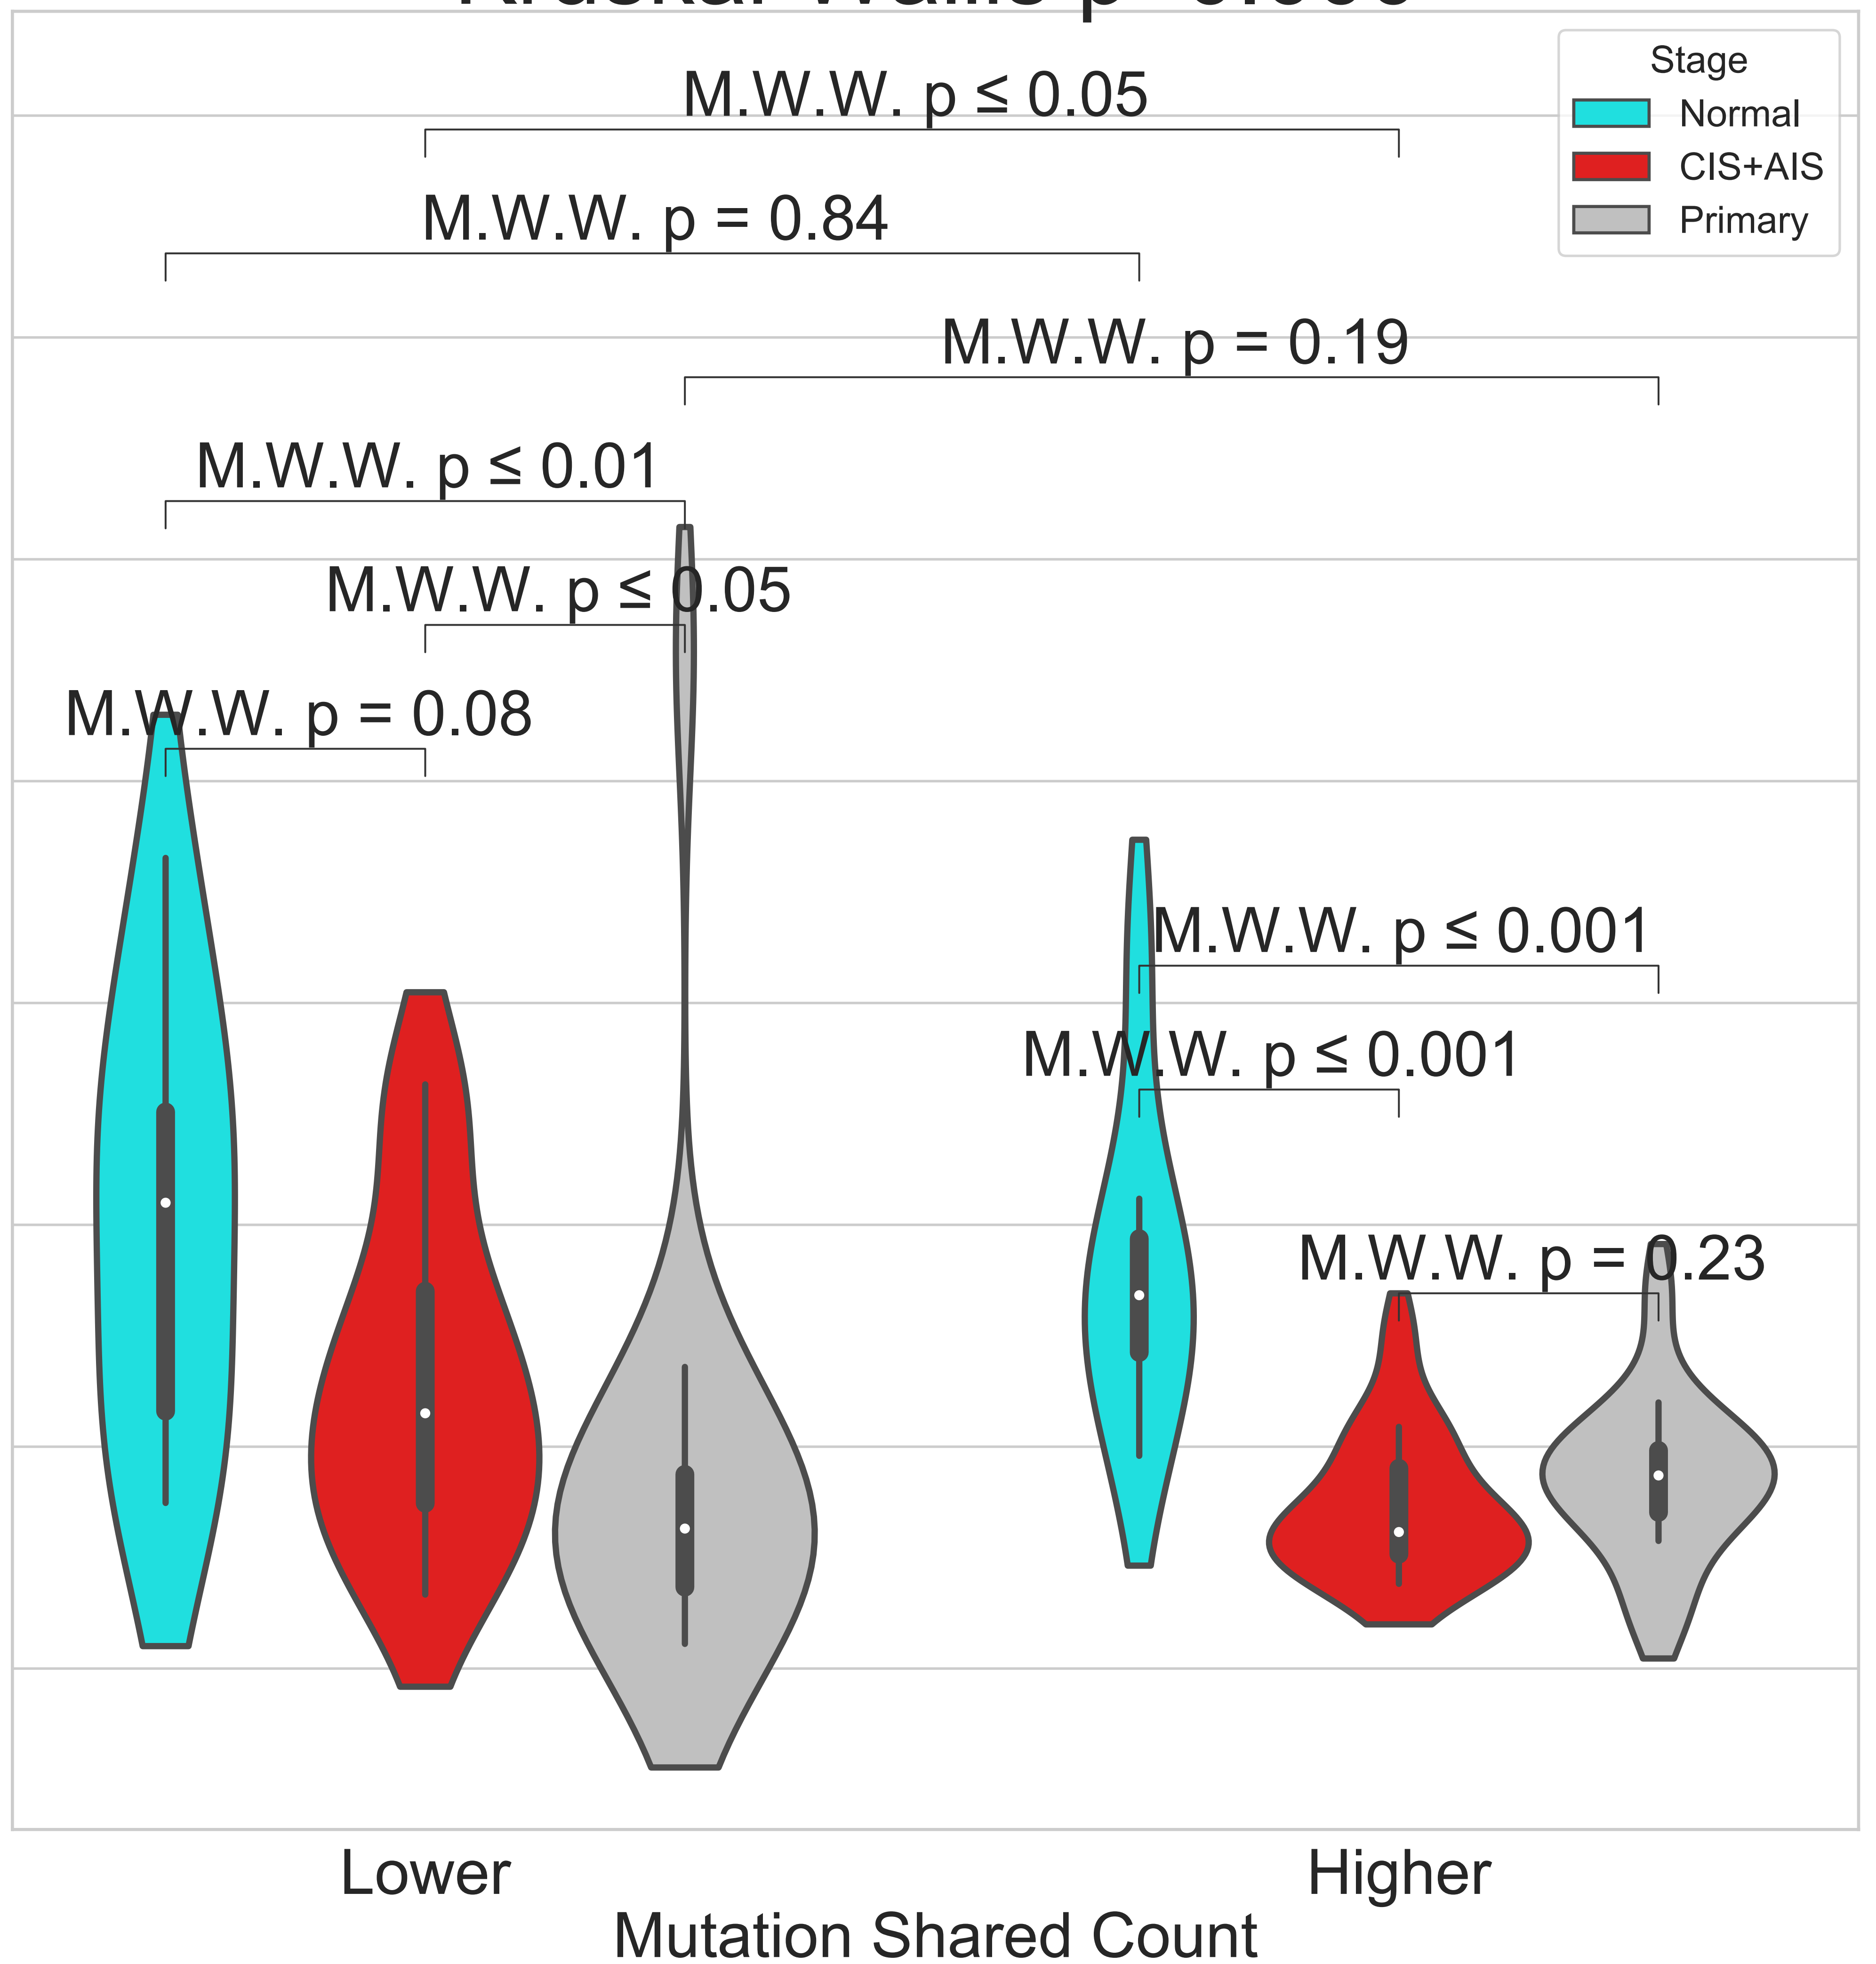 M.W.W. p ≤ 0.05
Stage
Normal
CIS+AIS
Primary
M.W.W. p = 0.84
M.W.W. p = 0.19
M.W.W. p ≤ 0.01
M.W.W. p ≤ 0.05
M.W.W. p = 0.08
M.W.W. p ≤ 0.001
M.W.W. p ≤ 0.001
M.W.W. p = 0.23
Lower
Higher
Mutation Shared Count